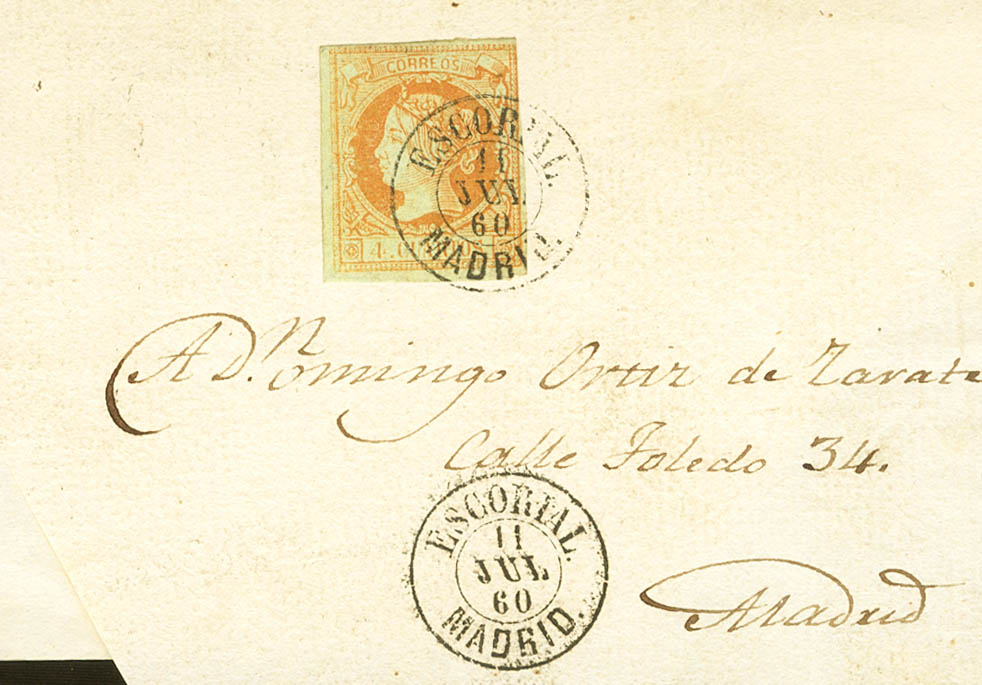 CORREOS
ESCORIAL.
11
JUL
60
MADRID.
A D.n Domingo Ortiz de Zarate
Calle Toledo 34.
ESCORIAL.
11
JUL
60
MADRID.
Madrid